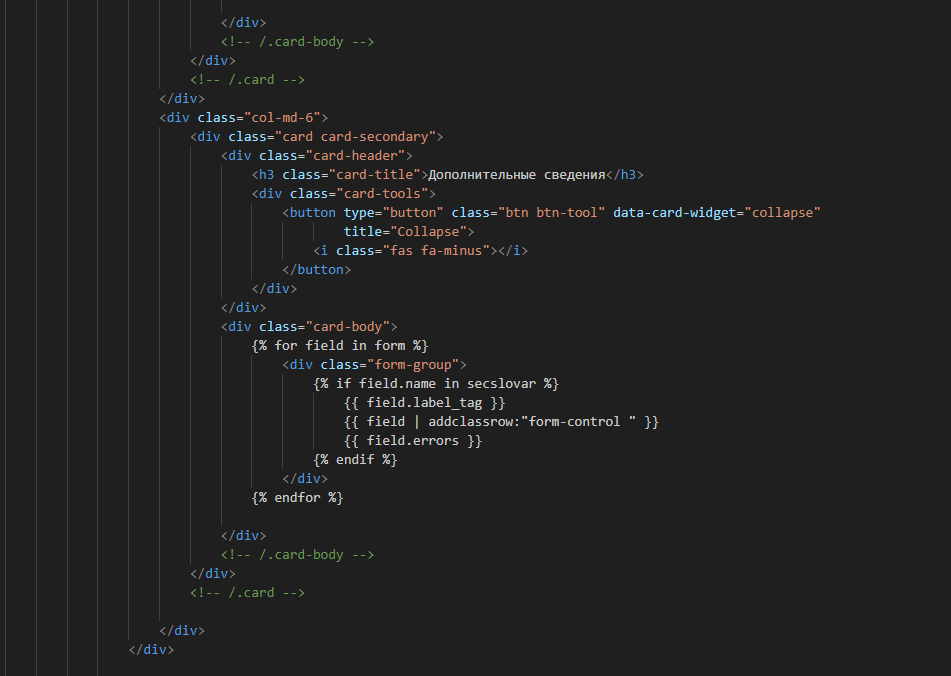 </div>
<!-- /.card-body -->
</div>
<!-- /.card -->
</div>
<div class="col-md-6">
<div class="card card-secondary">
<div class="card-header">
<h3 class="card-title">Дополнительные сведения</h3>
<div class="card-tools">
<button type="button" class="btn btn-tool" data-card-widget="collapse"
title="Collapse">
<i class="fas fa-minus"></i>
</button>
</div>
</div>
<div class="card-body">
{% for field in form %}
<div class="form-group">
{% if field.name in secslovar %}
{{ field.label_tag }}
{{ field | addclassrow:"form-control " }}
{{ field.errors }}
{% endif %}
</div>
{% endfor %}
</div>
<!-- /.card-body -->
</div>
<!-- /.card -->
</div>
</div>